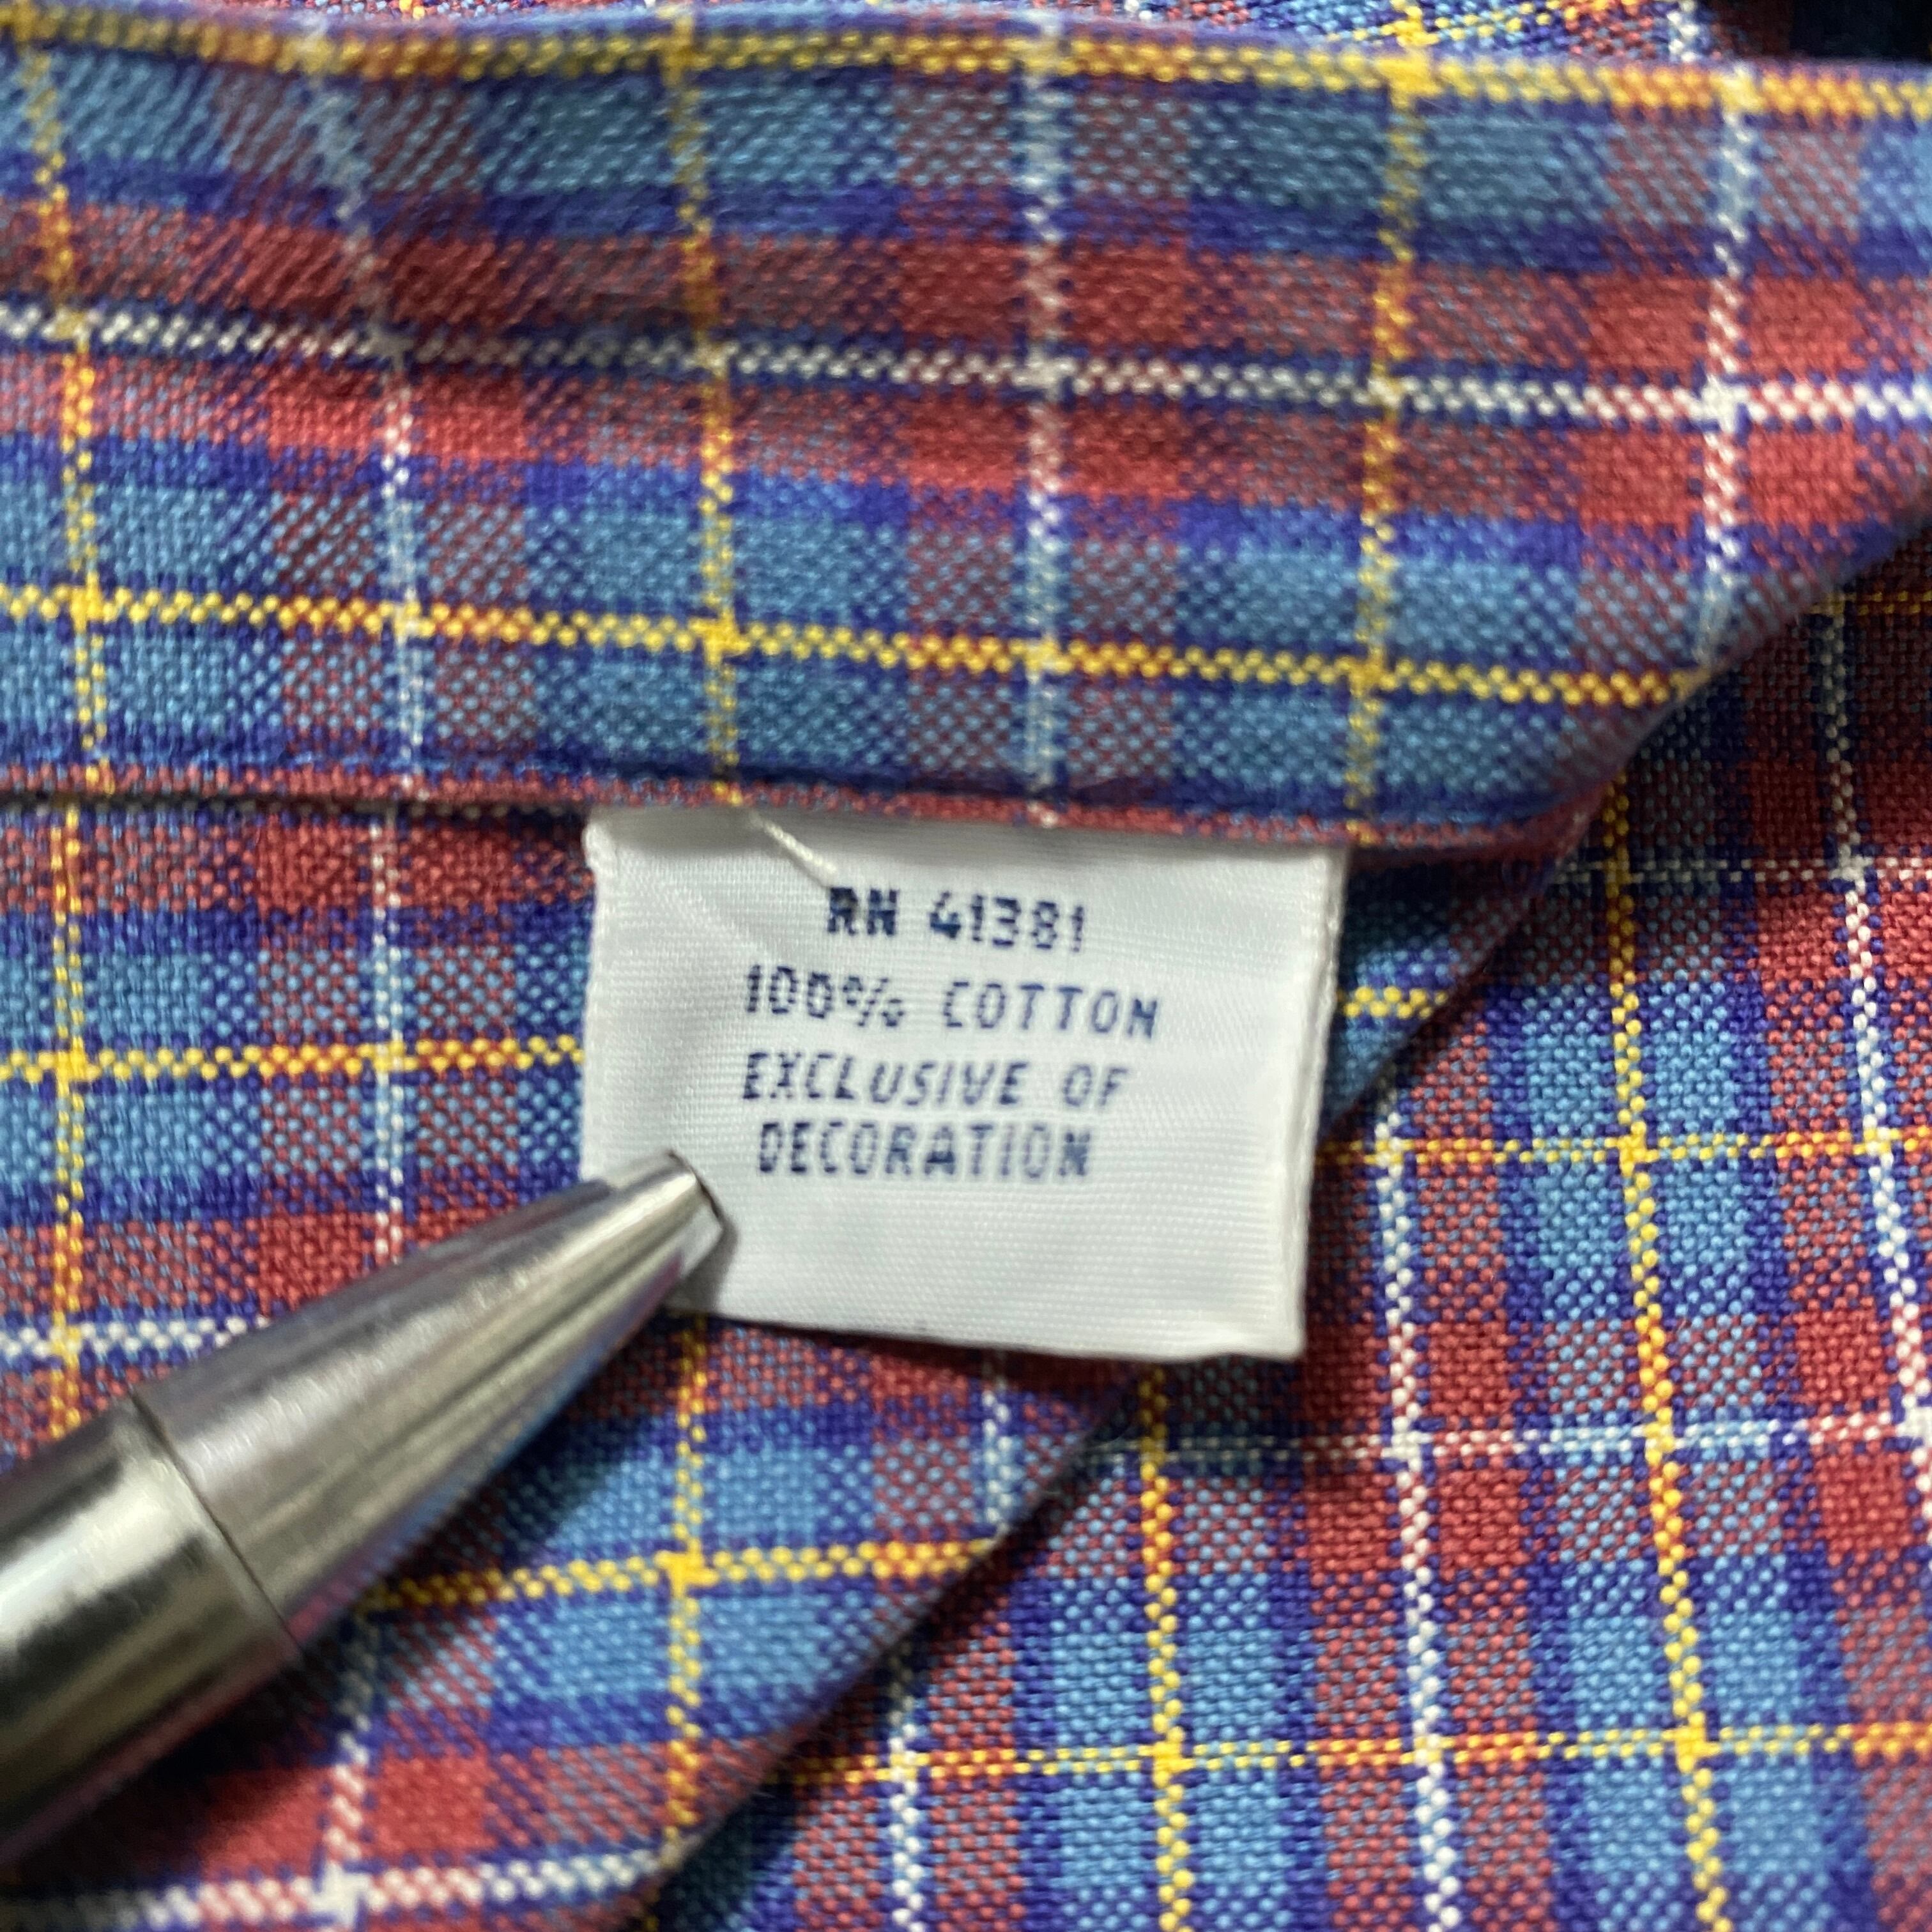 RN 41381
100% COTTON
EXCLUSIVE OF
DECORATION